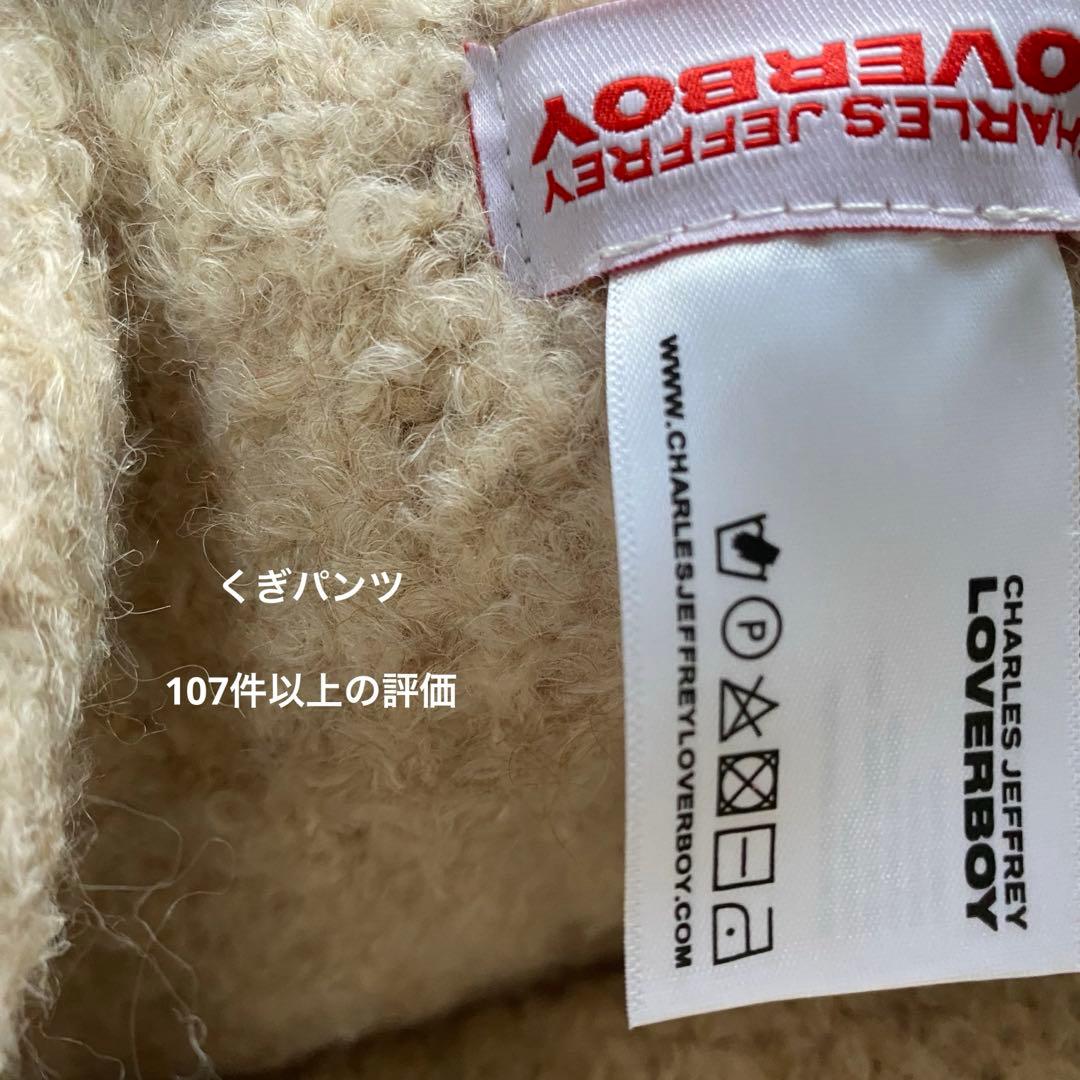 CHARLES JEFFREY
LOVERBOY
WWW.CHARLESJEFFREYLOVERBOY.COM
P
CHARLES JEFFREY
LOVERBOY
くぎパンツ
107件以上の評価